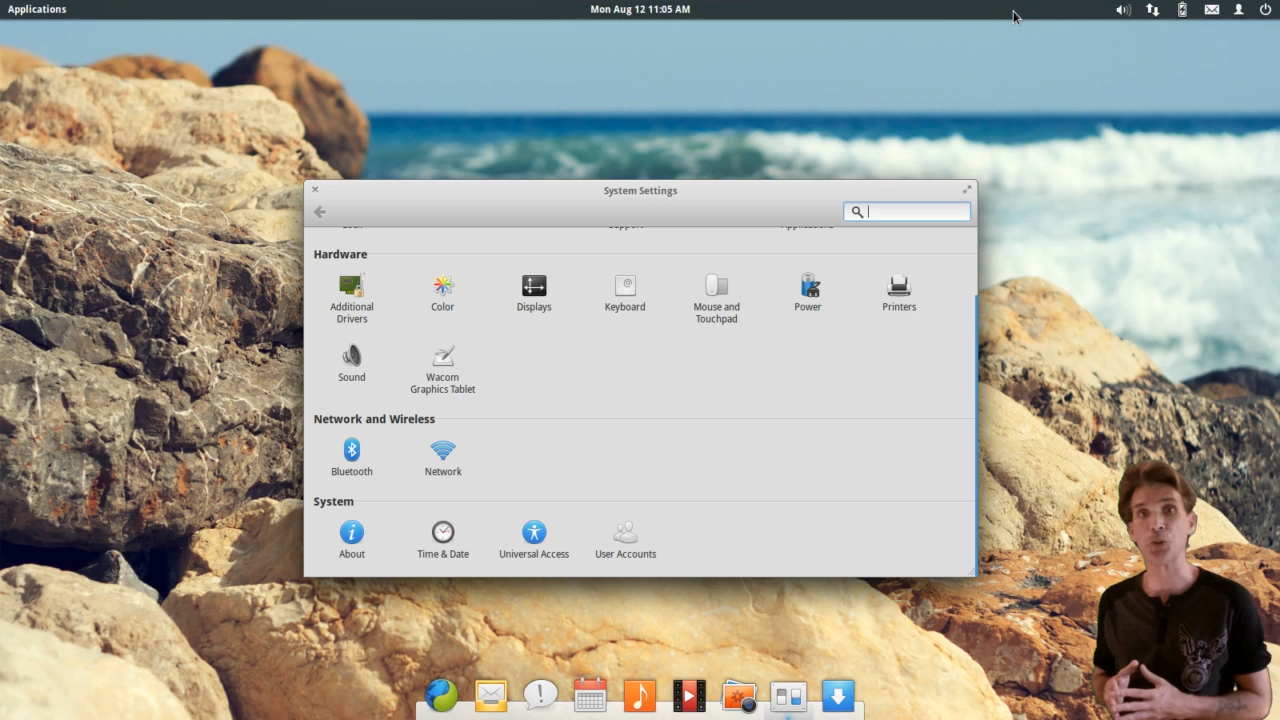 Applications
Mon Aug 12 11:05 AM
System Settings
Hardware
Additional
Drivers
Color
Displays
Keyboard
Mouse and
Touchpad
Power
Printers
Sound
Wacom
Graphics Tablet
Network and Wireless
Bluetooth
Network
System
About
Time & Date
Universal Access
User Accounts